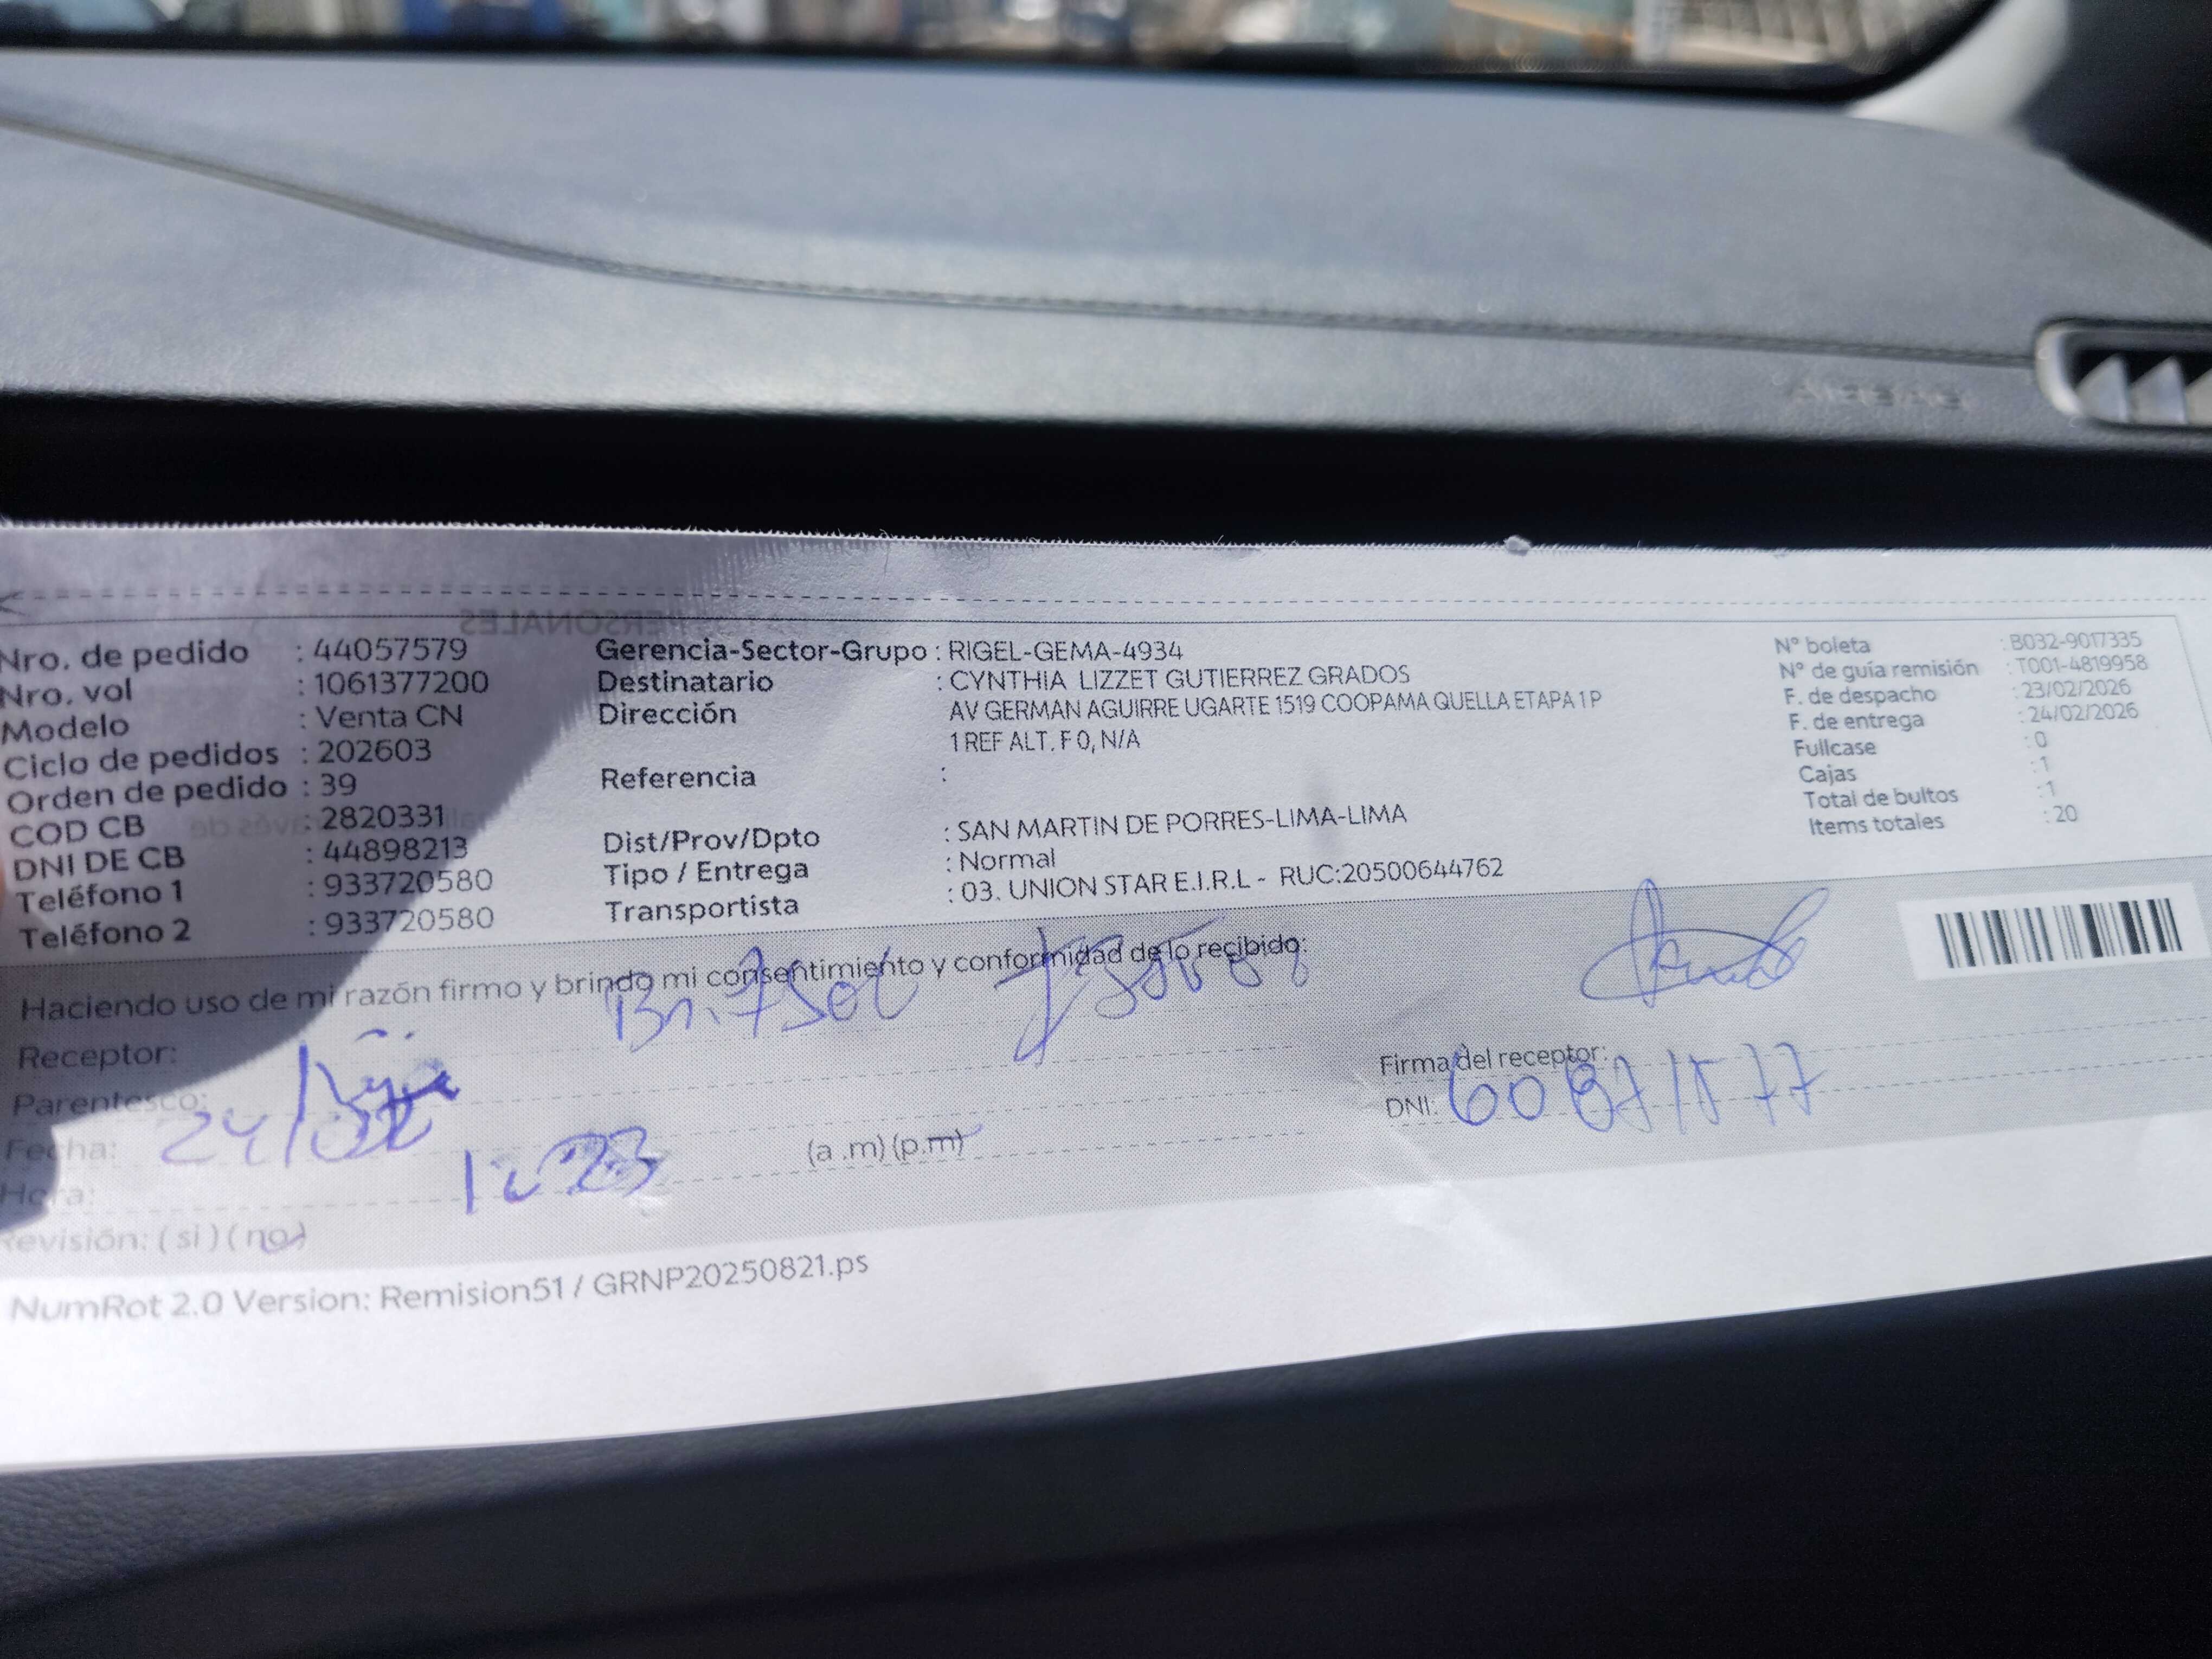 Nro. de pedido : 44057579
Nro. vol : 1061377200
Modelo : Venta CN
Ciclo de pedidos : 202603
Orden de pedido : 39
COD CB : 2820331
DNI DE CB : 44898213
Teléfono 1 : 933720580
Teléfono 2 : 933720580
Gerencia-Sector-Grupo : RIGEL-GEMA-4934
Destinatario : CYNTHIA LIZZET GUTIERREZ GRADOS
Dirección AV GERMAN AGUIRRE UGARTE 1519 COOPAMA QUELLA ETAPA 1 P
1 REF ALT. F 0, N/A
Referencia :
Dist/Prov/Dpto : SAN MARTIN DE PORRES-LIMA-LIMA
Tipo / Entrega : Normal
Transportista : 03. UNION STAR E.I.R.L - RUC:20500644762
N° boleta : B032-9017335
N° de guía remisión : T001-4819958
F. de despacho : 23/02/2026
F. de entrega : 24/02/2026
Fullcase : 0
Cajas : 1
Total de bultos : 1
Items totales : 20
Haciendo uso de mi razón firmo y brindo mi consentimiento y conformidad de lo recibido:
Receptor:
Parentesco:
Fecha: 24/02
Hora: (a .m) (p.m)
Revisión: ( si ) ( no )
Firma del receptor:
DNI:
NumRot 2.0 Version: Remision51 / GRNP20250821.ps
AIRBAG